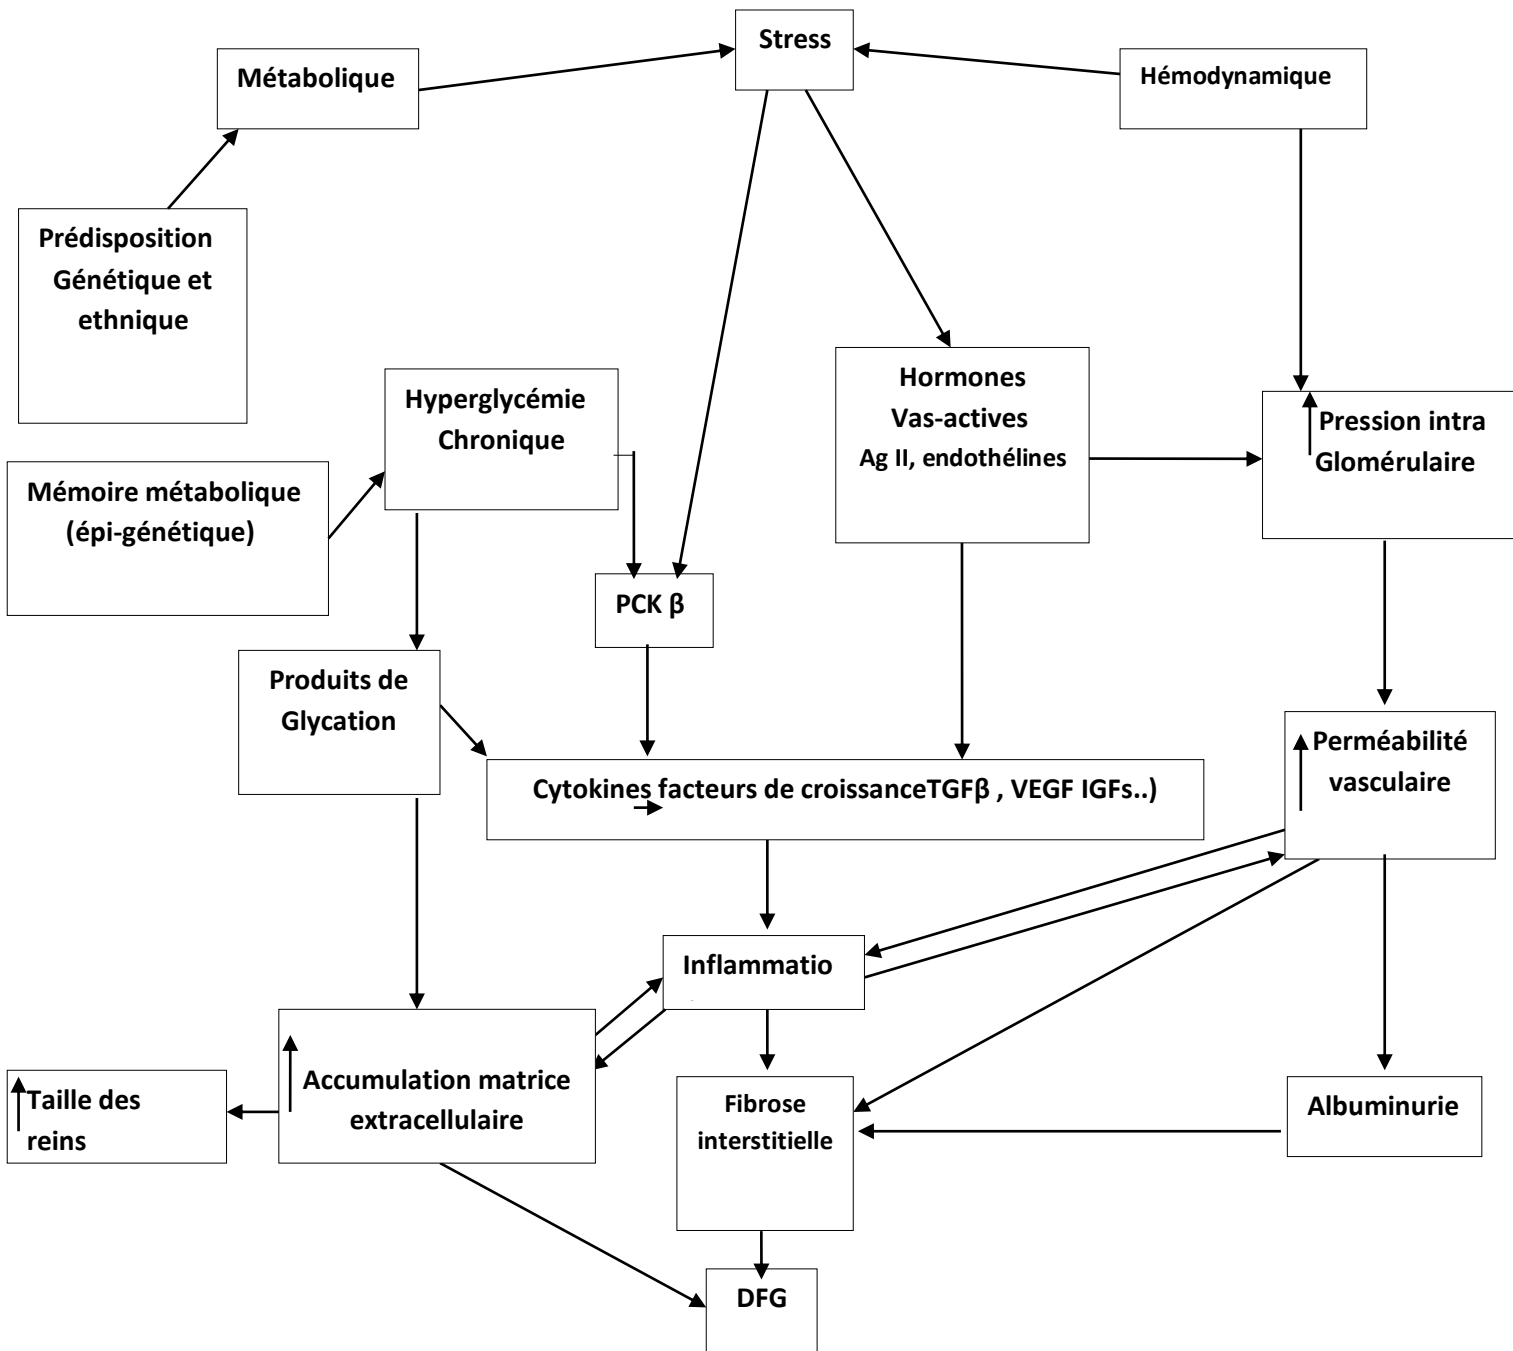 Stress
Métabolique
Hémodynamique
Prédisposition
Génétique et
ethnique
Hyperglycémie
Chronique
Hormones
Vas-actives
Ag II, endothélines
Pression intra
Glomérulaire
Mémoire métabolique
(épi-génétique)
PCK β
Produits de
Glycation
Perméabilité
vasculaire
Cytokines facteurs de croissanceTGFβ , VEGF IGFs..)
Inflammatio
Accumulation matrice
extracellulaire
Taille des
reins
Fibrose
interstitielle
Albuminurie
DFG